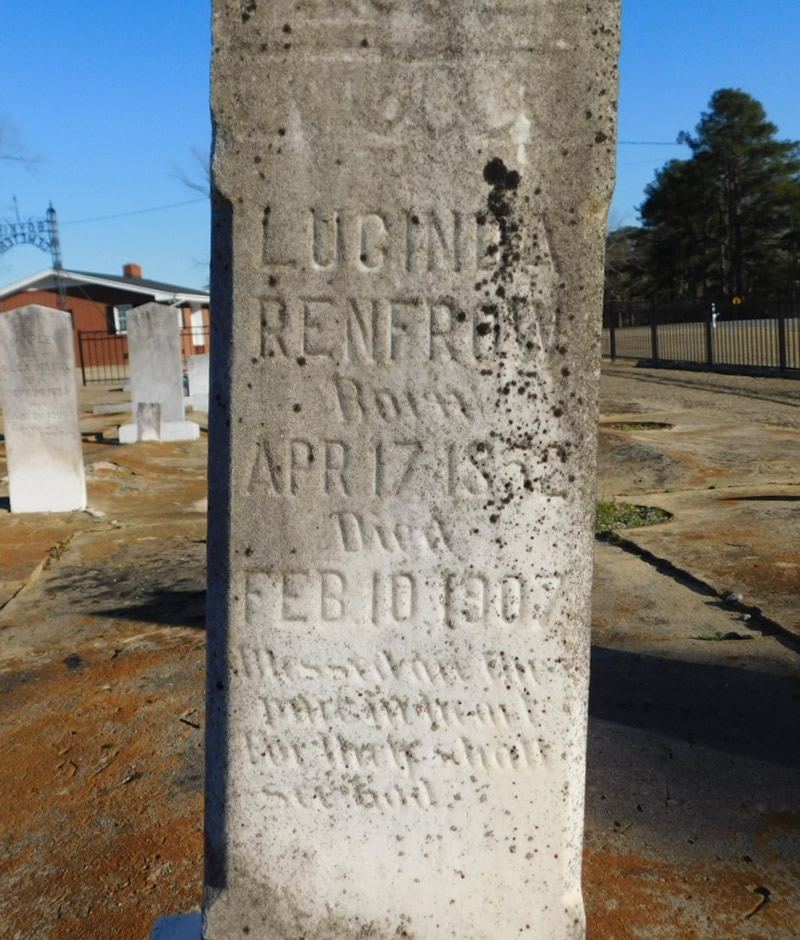 LUCINDA
RENFROW
Born
APR 17 1852
Died
FEB 10 1907
Blessed are the
pure in heart
for they shall
see God.